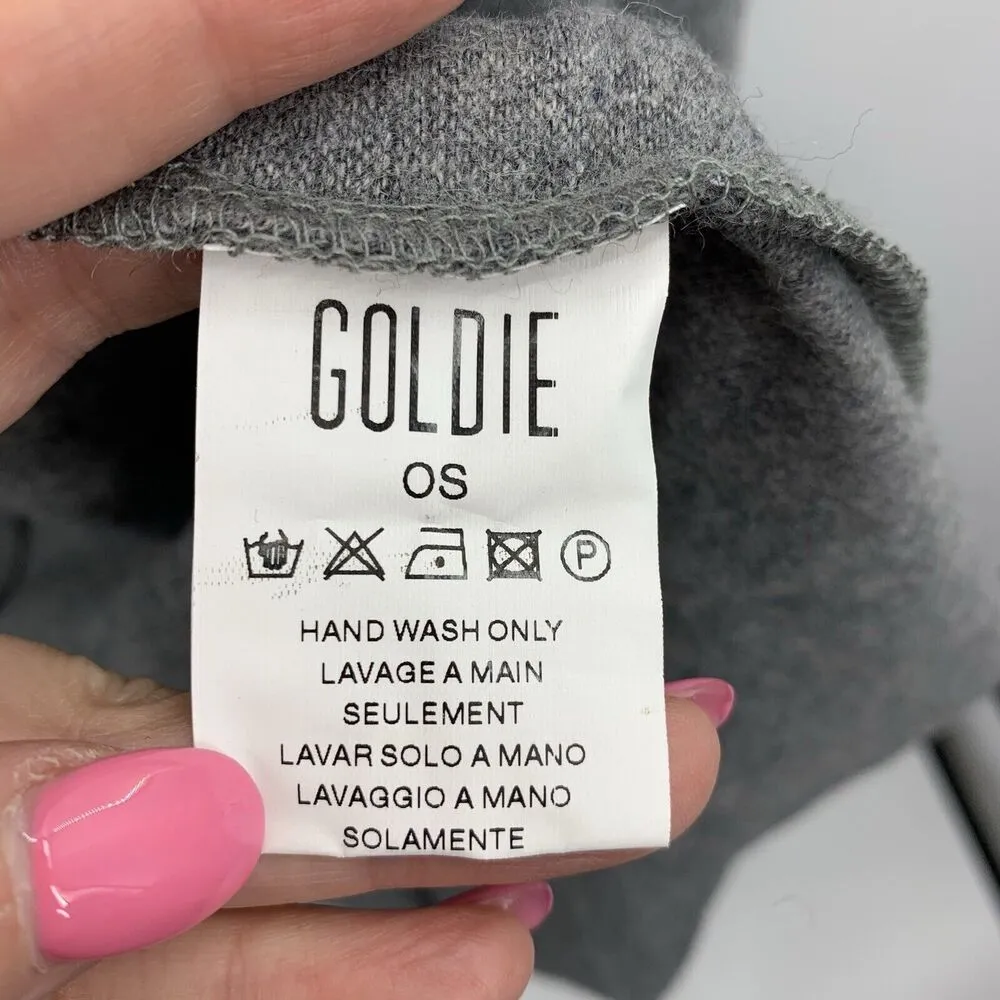 GOLDIE
OS
P
HAND WASH ONLY
LAVAGE A MAIN
SEULEMENT
LAVAR SOLO A MANO
LAVAGGIO A MANO
SOLAMENTE